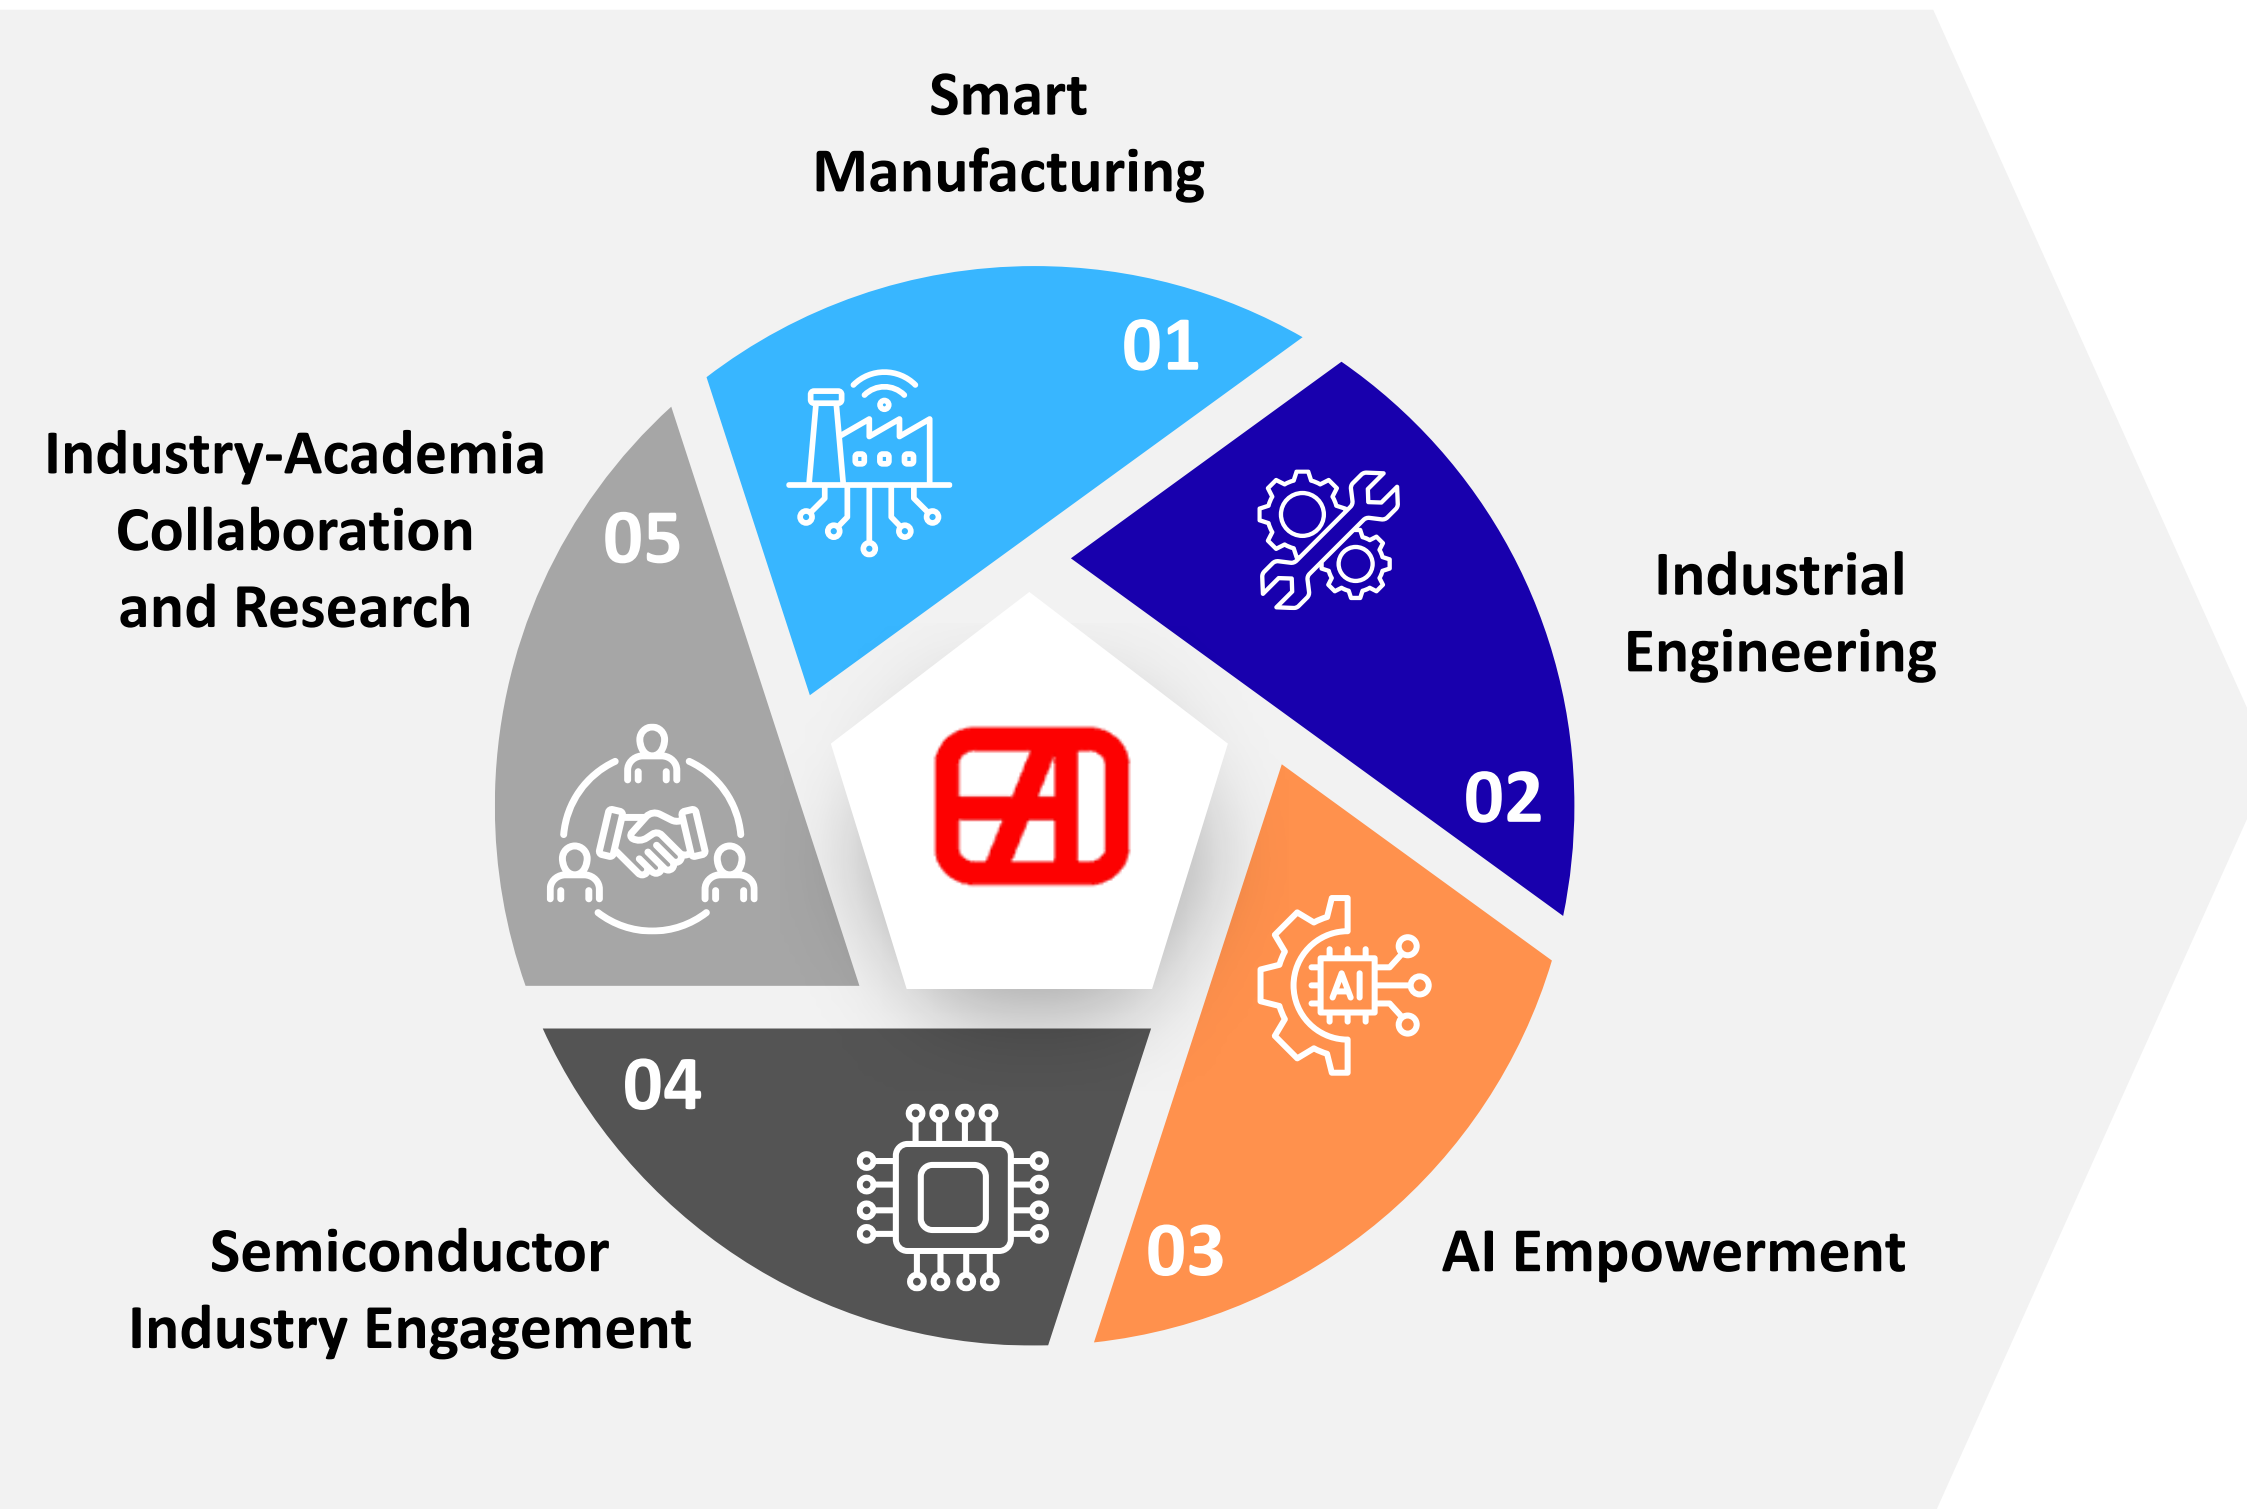 Smart
Manufacturing
01
Industrial
Engineering
02
AI
AI Empowerment
03
Semiconductor
Industry Engagement
04
Industry-Academia
Collaboration
and Research
05